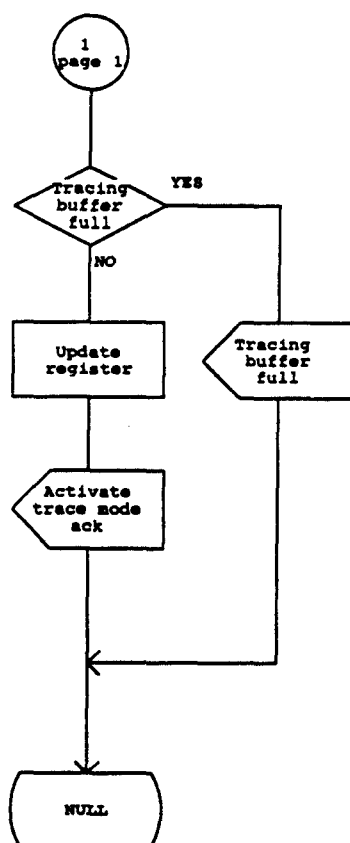 1
page 1
Tracing
buffer
full
YES
NO
Update
register
Tracing
buffer
full
Activate
trace mode
ack
NULL